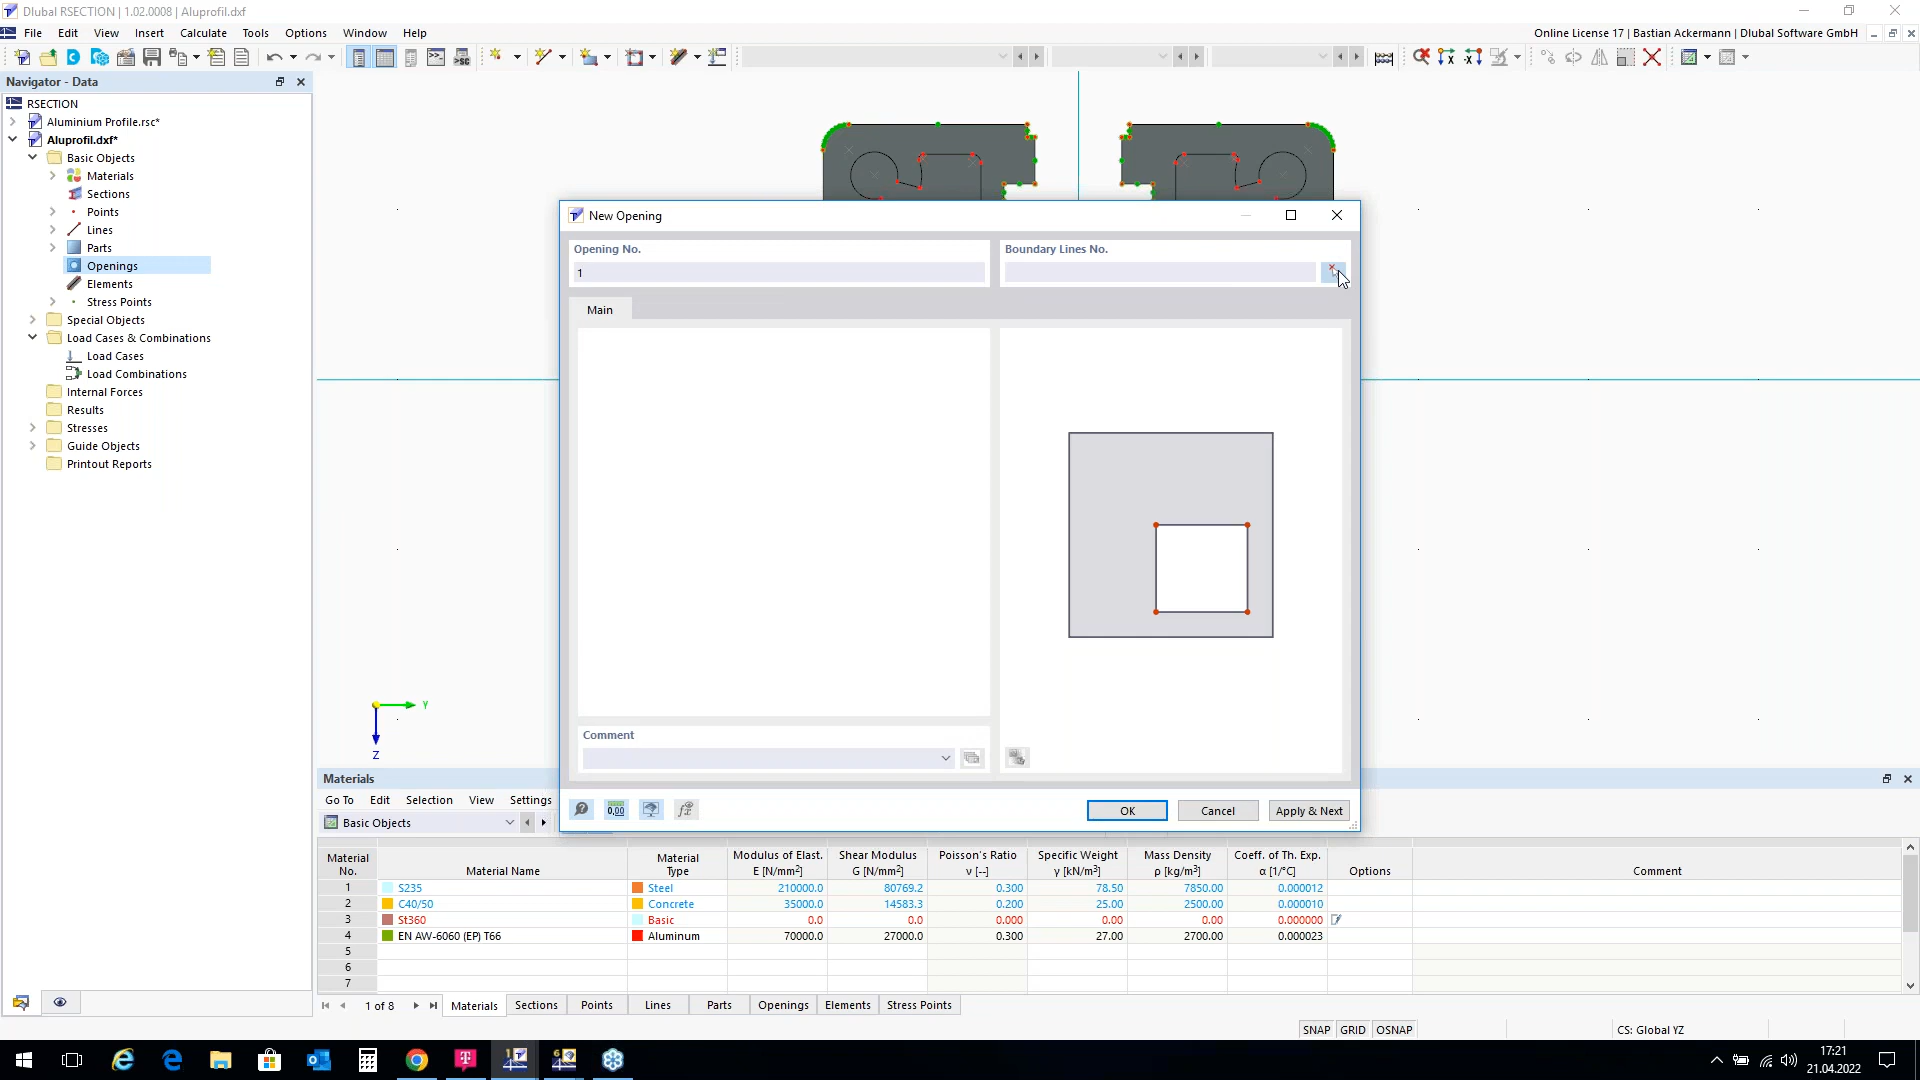 Dlubal RSECTION | 1.02.0008 | Aluprofil.dxf
File Edit View Insert Calculate Tools Options Window Help
Online License 17 | Bastian Ackermann | Dlubal Software GmbH
Navigator - Data
RSECTION
Aluminium Profile.rsc*
Aluprofil.dxf*
Basic Objects
Materials
Sections
Points
Lines
Parts
Openings
Elements
Stress Points
Special Objects
Load Cases & Combinations
Load Cases
Load Combinations
Internal Forces
Results
Stresses
Guide Objects
Printout Reports
New Opening
Opening No.
1
Boundary Lines No.
Main
Comment
OK Cancel Apply & Next
Y
Z
Materials
Go To Edit Selection View Settings
Basic Objects
Material No. Material Name Material Type Modulus of Elast. E [N/mm2] Shear Modulus G [N/mm2] Poisson's Ratio ν [--] Specific Weight γ [kN/m3] Mass Density ρ [kg/m3] Coeff. of Th. Exp. α [1/°C] Options Comment
1 S235 Steel 210000.0 80769.2 0.300 78.50 7850.00 0.000012
2 C40/50 Concrete 35000.0 14583.3 0.200 25.00 2500.00 0.000010
3 St360 Basic 0.0 0.0 0.000 0.00 0.00 0.000000
4 EN AW-6060 (EP) T66 Aluminum 70000.0 27000.0 0.300 27.00 2700.00 0.000023
5
6
7
1 of 8 Materials Sections Points Lines Parts Openings Elements Stress Points
SNAP GRID OSNAP CS: Global YZ
17:21
21.04.2022